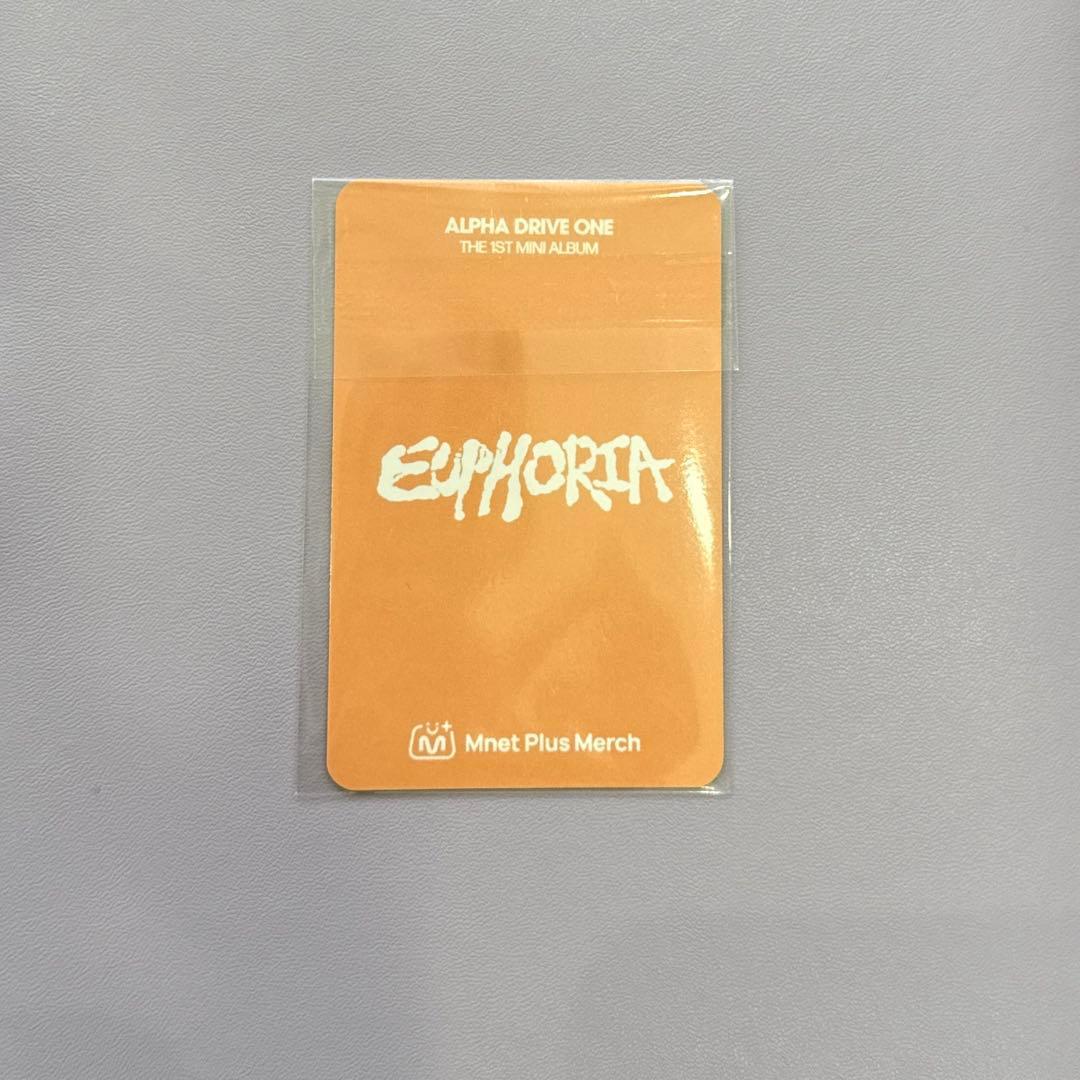 ALPHA DRIVE ONE
THE 1ST MINI ALBUM
EUPHORIA
M+ Mnet Plus Merch